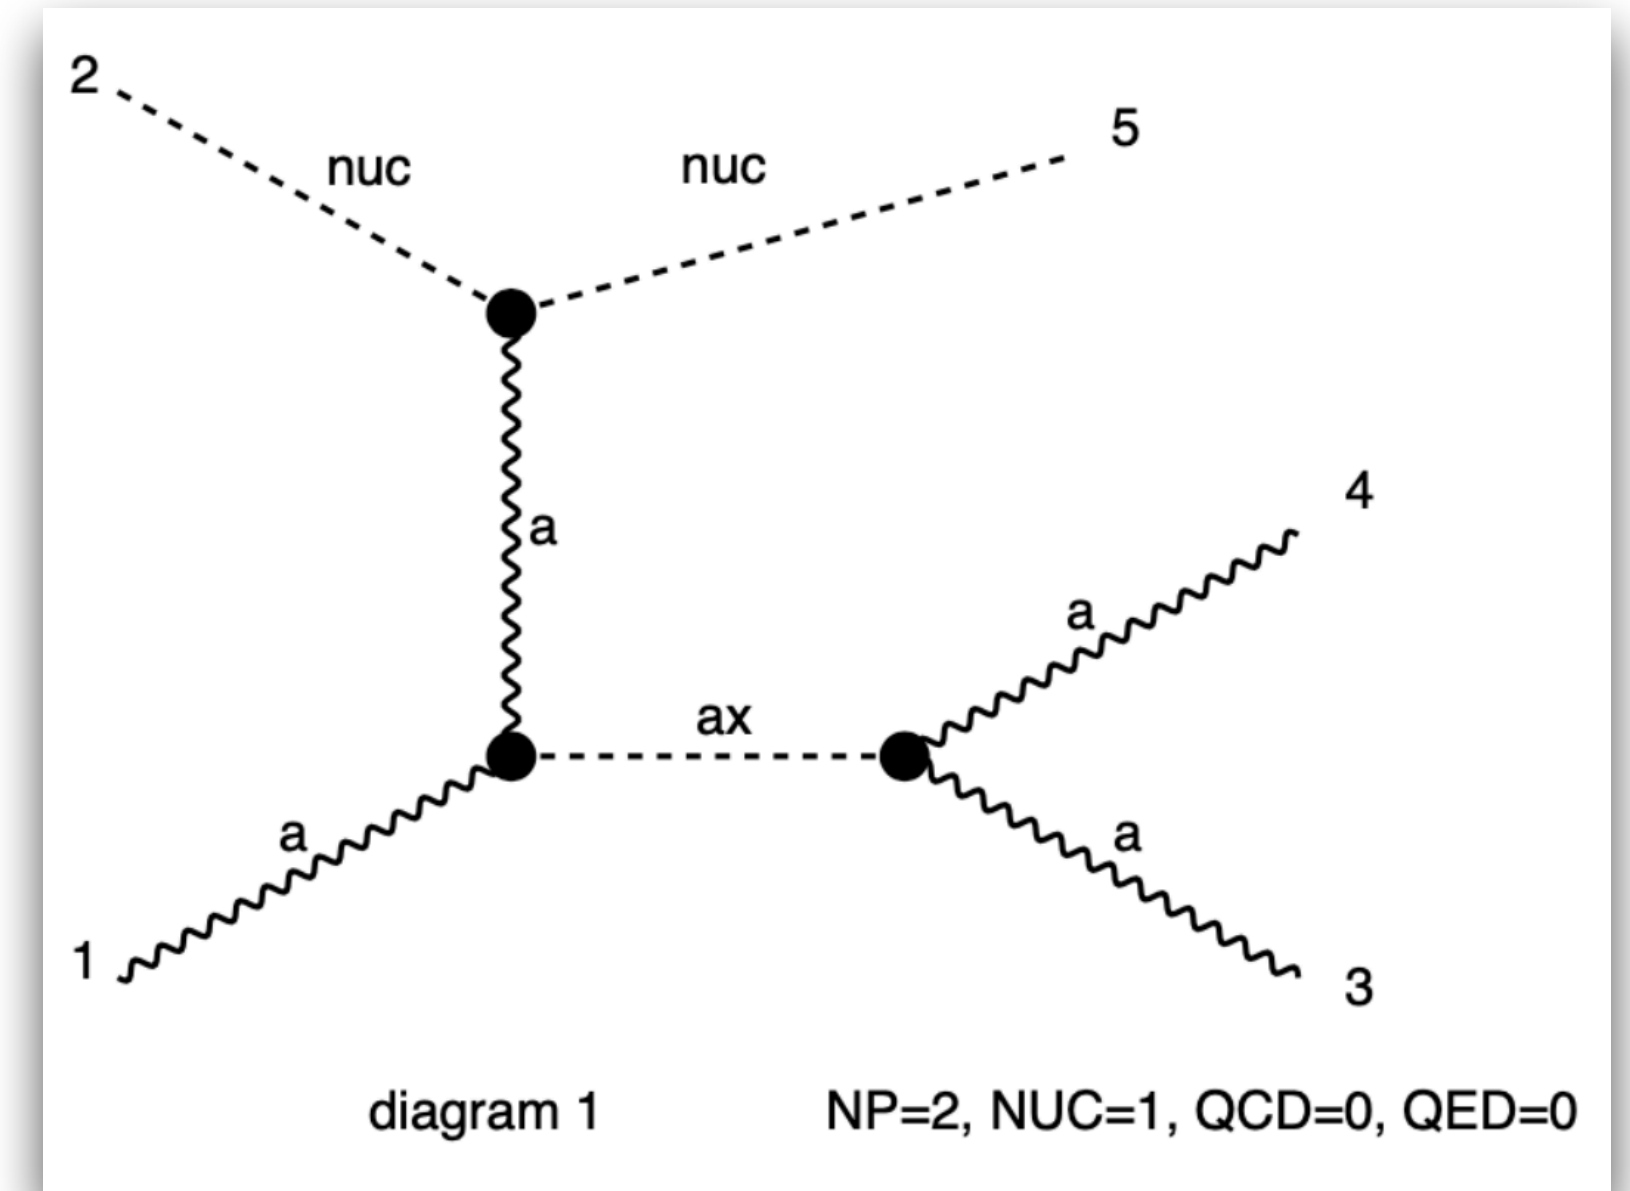 2
5
nuc
nuc
a
4
a
ax
a
a
1
3
diagram 1
NP=2, NUC=1, QCD=0, QED=0